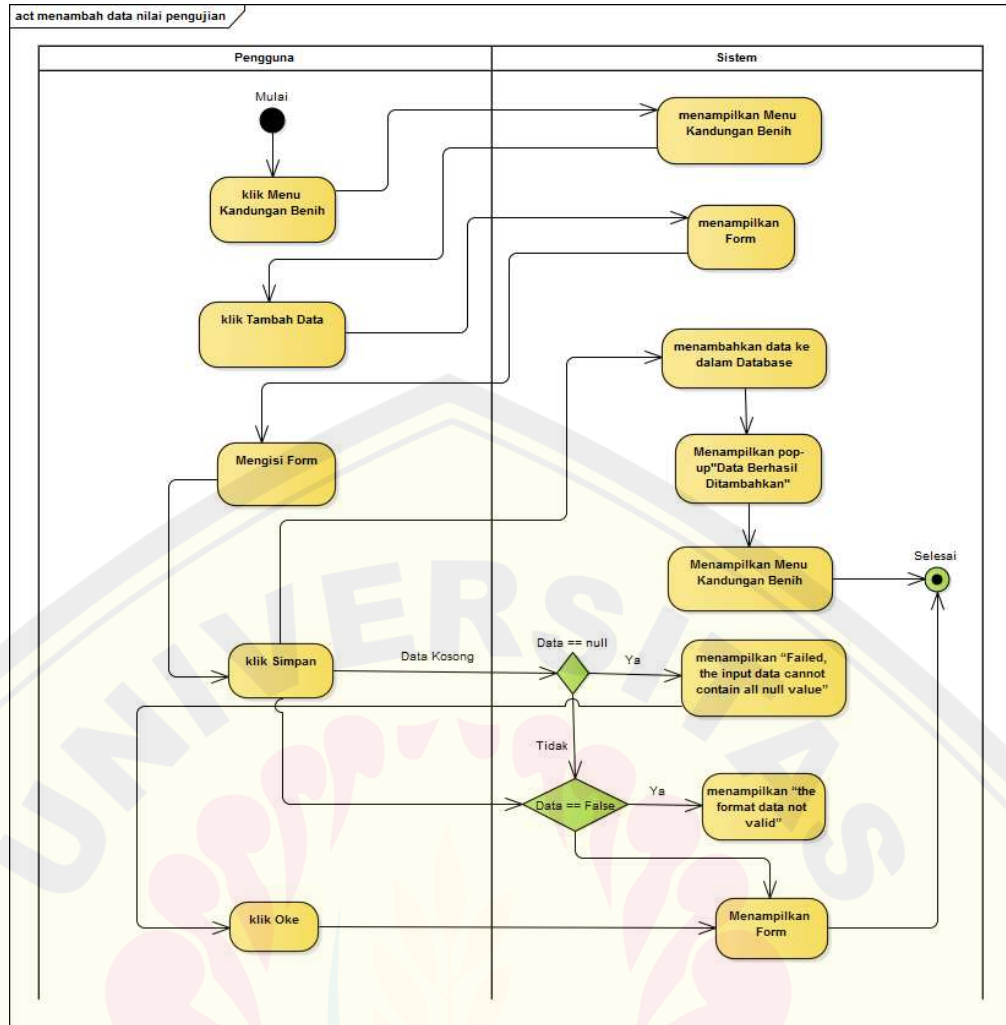 act menambah data nilai pengujian
Pengguna
Sistem
Mulai
menampilkan Menu
Kandungan Benih
klik Menu
Kandungan Benih
menampilkan
Form
klik Tambah Data
menambahkan data ke
dalam Database
Mengisi Form
Menampilkan pop-
up"Data Berhasil
Ditambahkan"
Menampilkan Menu
Kandungan Benih
Selesai
klik Simpan
Data Kosong
Data == null
Ya
menampilkan “Failed,
the input data cannot
contain all null value”
Tidak
Data == False
Ya
menampilkan “the
format data not
valid”
klik Oke
Menampilkan
Form
UNIVERSITAS